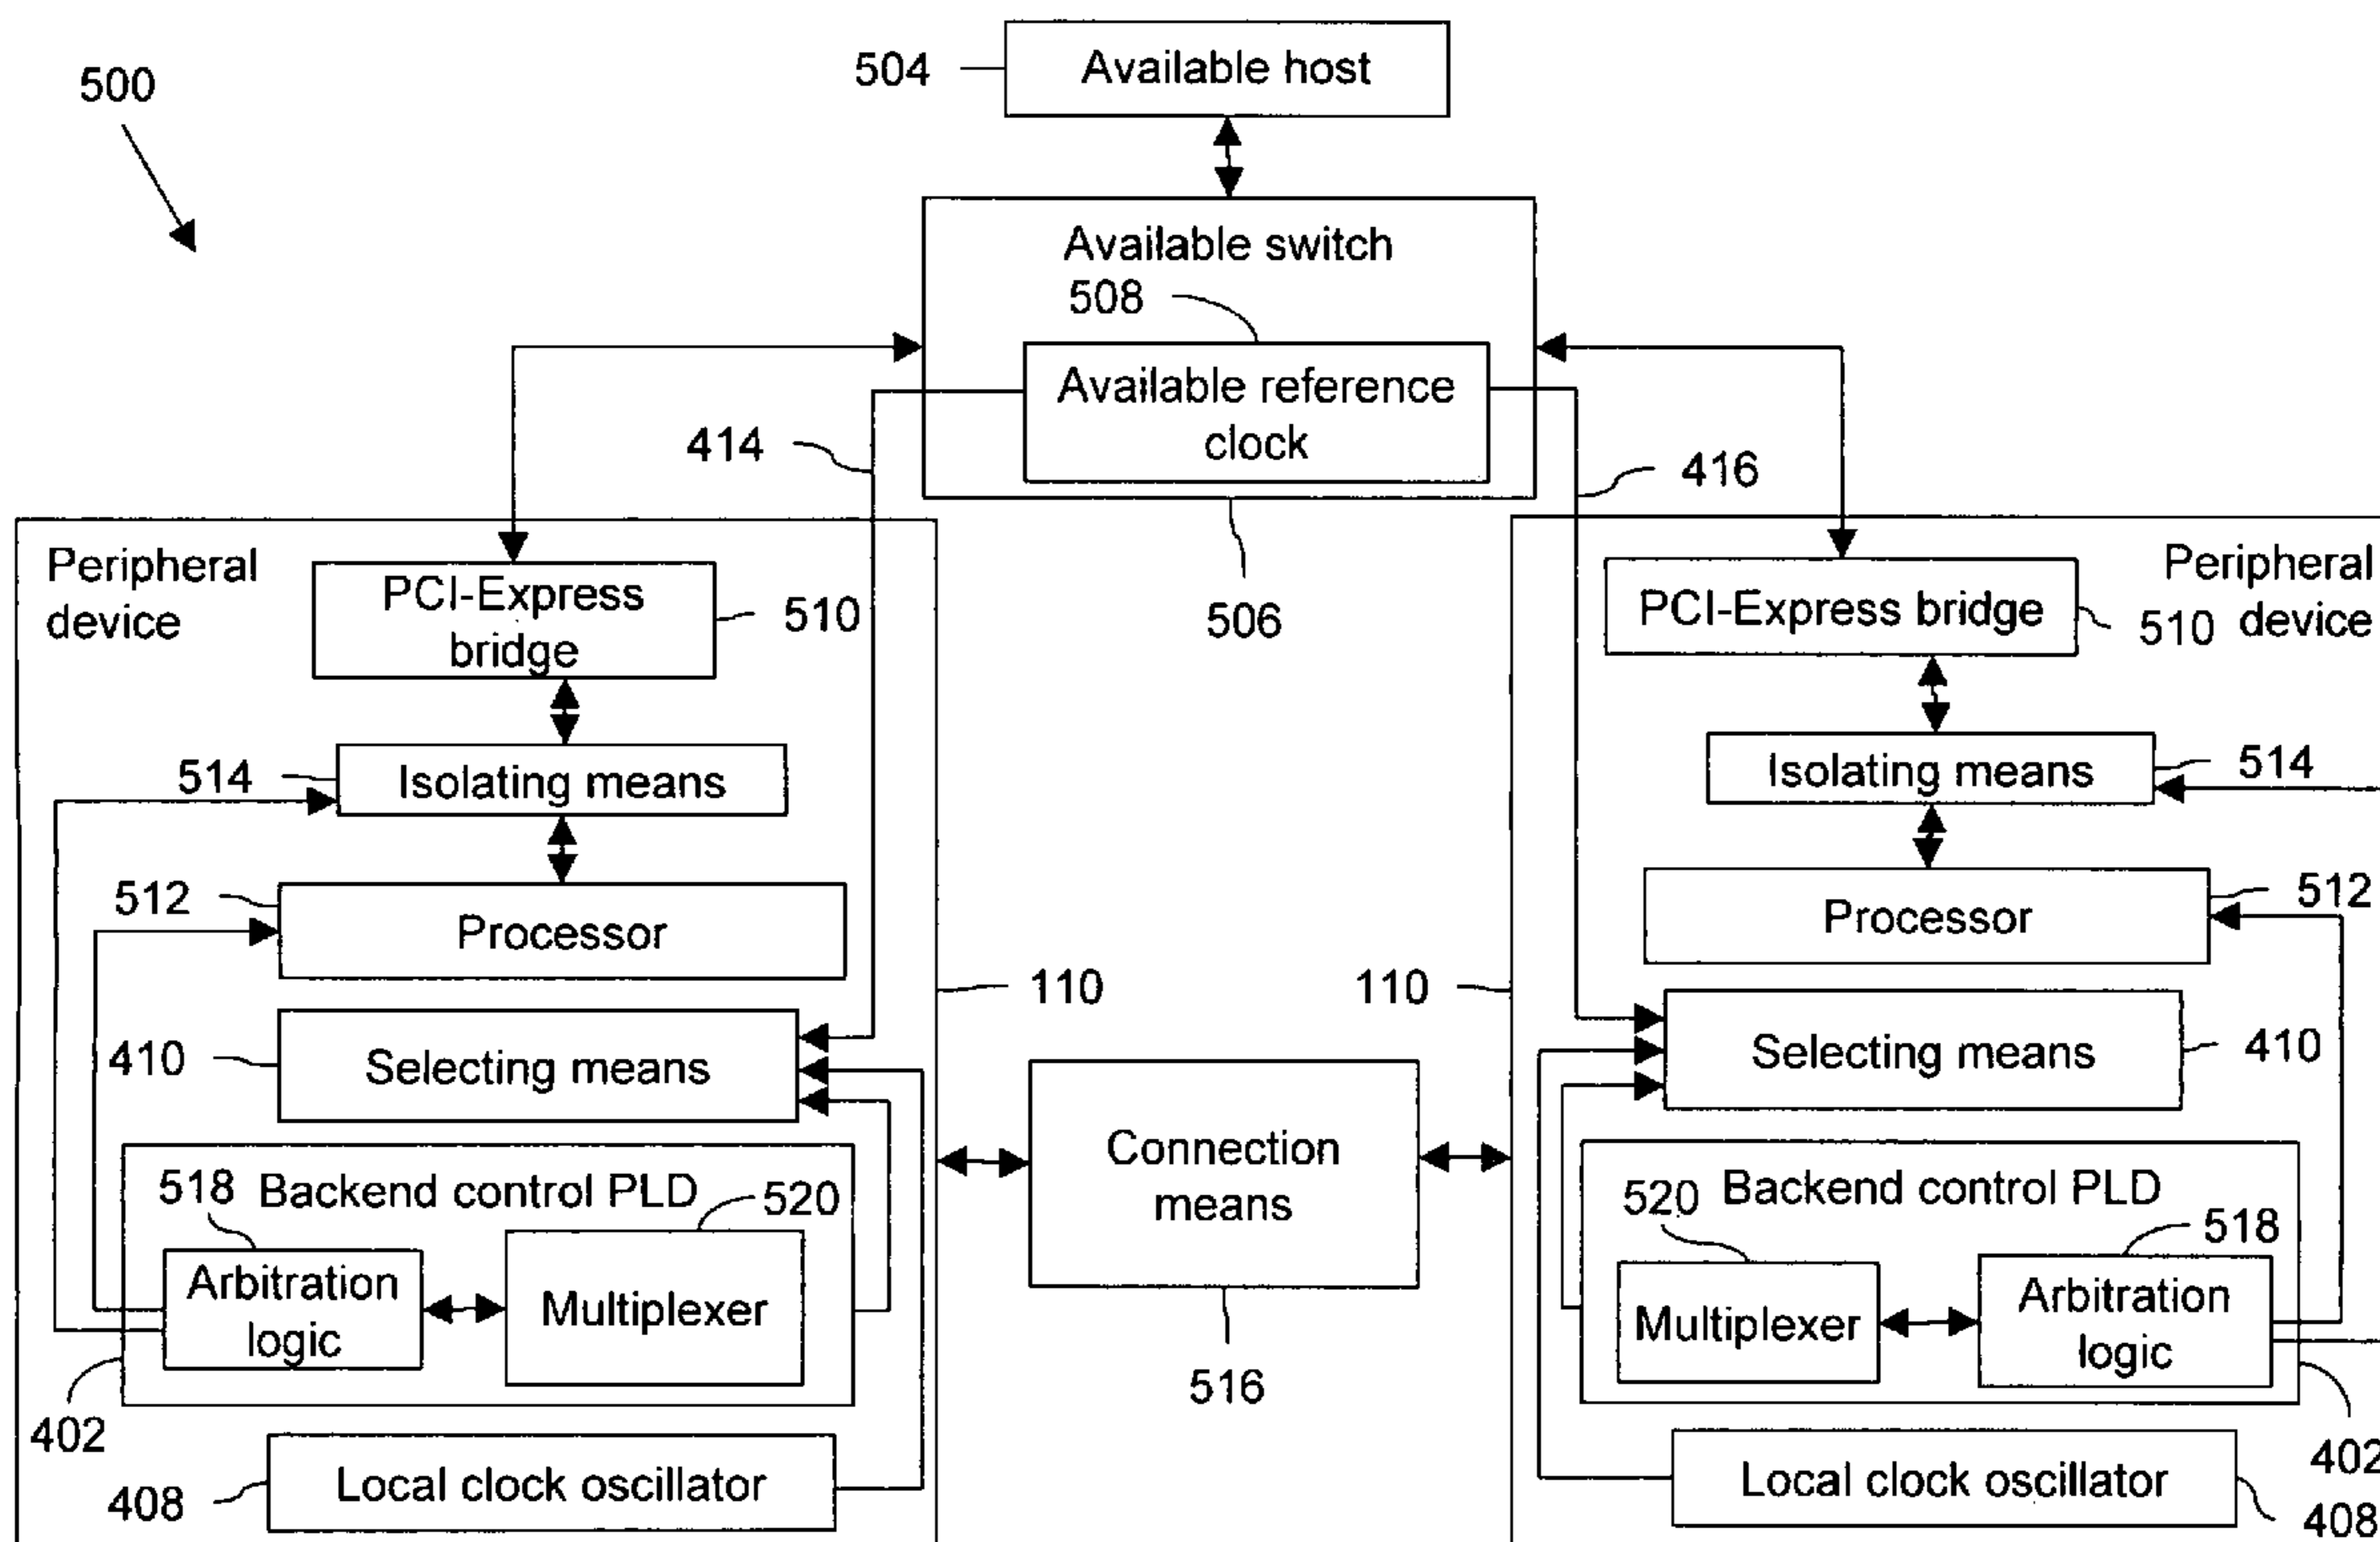 504
Available host
500
Available switch
508
Available reference
clock
414
416
506
Peripheral
device
PCI-Express
bridge
510
Isolating means
514
Processor
512
Selecting means
410
110
518
Backend control PLD
520
Arbitration
logic
Multiplexer
402
Local clock oscillator
408
Connection
means
516
Peripheral
device
PCI-Express bridge
510
Isolating means
514
Processor
512
110
Selecting means
410
520
Backend control PLD
518
Multiplexer
Arbitration
logic
402
Local clock oscillator
408